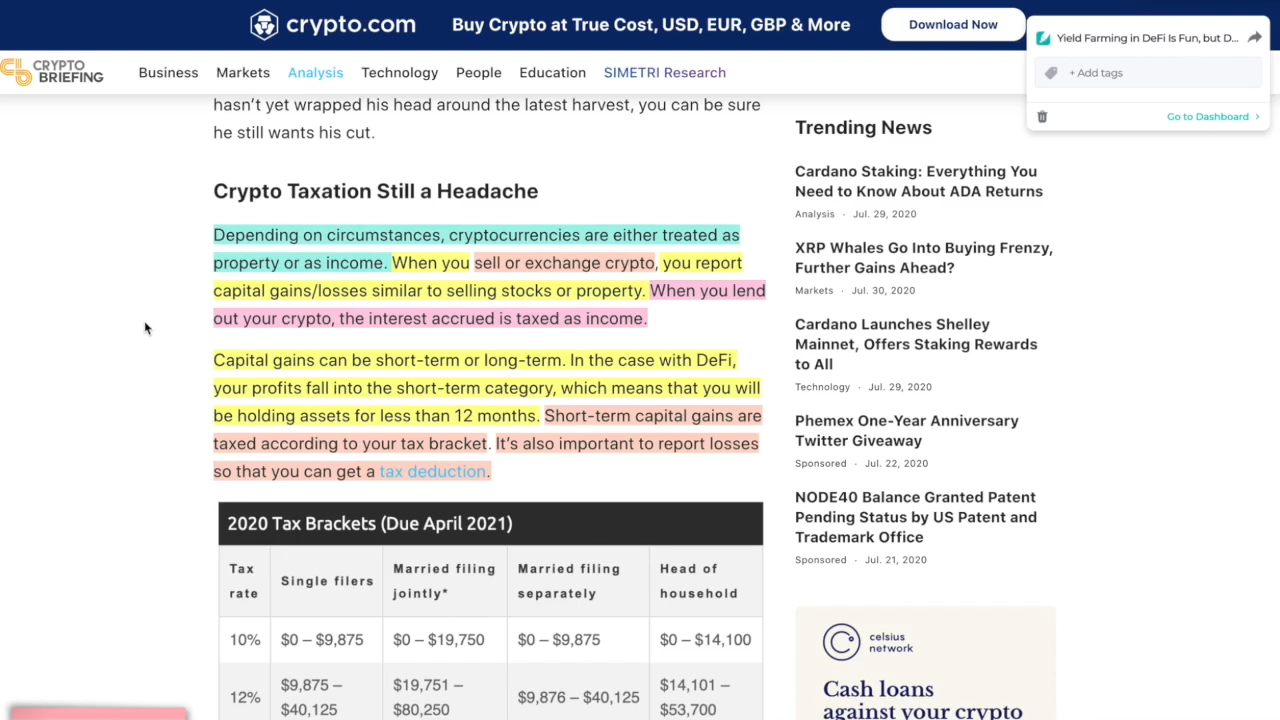 crypto.com
Buy Crypto at True Cost, USD, EUR, GBP & More
Download Now
Yield Farming in DeFi Is Fun, but D...
+ Add tags
Go to Dashboard >
CRYPTO
BRIEFING
Business
Markets
Analysis
Technology
People
Education
SIMETRI Research
hasn’t yet wrapped his head around the latest harvest, you can be sure
he still wants his cut.
Crypto Taxation Still a Headache
Depending on circumstances, cryptocurrencies are either treated as
property or as income. When you sell or exchange crypto, you report
capital gains/losses similar to selling stocks or property. When you lend
out your crypto, the interest accrued is taxed as income.
Capital gains can be short-term or long-term. In the case with DeFi,
your profits fall into the short-term category, which means that you will
be holding assets for less than 12 months. Short-term capital gains are
taxed according to your tax bracket. It’s also important to report losses
so that you can get a tax deduction.
2020 Tax Brackets (Due April 2021)
Tax rate
Single filers
Married filing jointly*
Married filing separately
Head of household
10%
$0 – $9,875
$0 – $19,750
$0 – $9,875
$0 – $14,100
12%
$9,875 – $40,125
$19,751 – $80,250
$9,876 – $40,125
$14,101 – $53,700
Trending News
Cardano Staking: Everything You
Need to Know About ADA Returns
Analysis · Jul. 29, 2020
XRP Whales Go Into Buying Frenzy,
Further Gains Ahead?
Markets · Jul. 30, 2020
Cardano Launches Shelley
Mainnet, Offers Staking Rewards
to All
Technology · Jul. 29, 2020
Phemex One-Year Anniversary
Twitter Giveaway
Sponsored · Jul. 22, 2020
NODE40 Balance Granted Patent
Pending Status by US Patent and
Trademark Office
Sponsored · Jul. 21, 2020
celsius
network
Cash loans
against your crypto